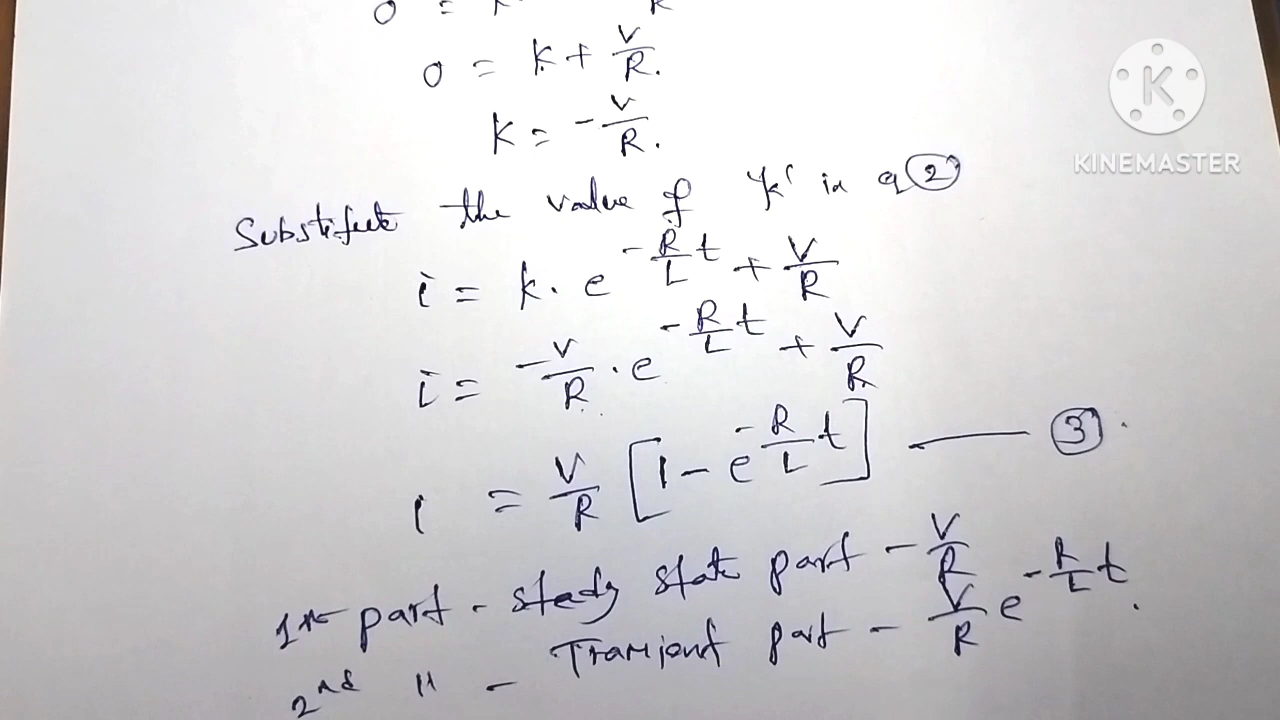 0 = k + V/R.
k = -V/R.
Substitute the value of 'k' in eq (2)
i = k. e^{-R/L t} + V/R
i = -V/R . e^{-R/L t} + V/R
i = V/R [1 - e^{-R/L t}] —— (3).
1st part - steady state part - V/R
2nd " - Transient part - V/R e^{-R/L t}.
K
KINEMASTER